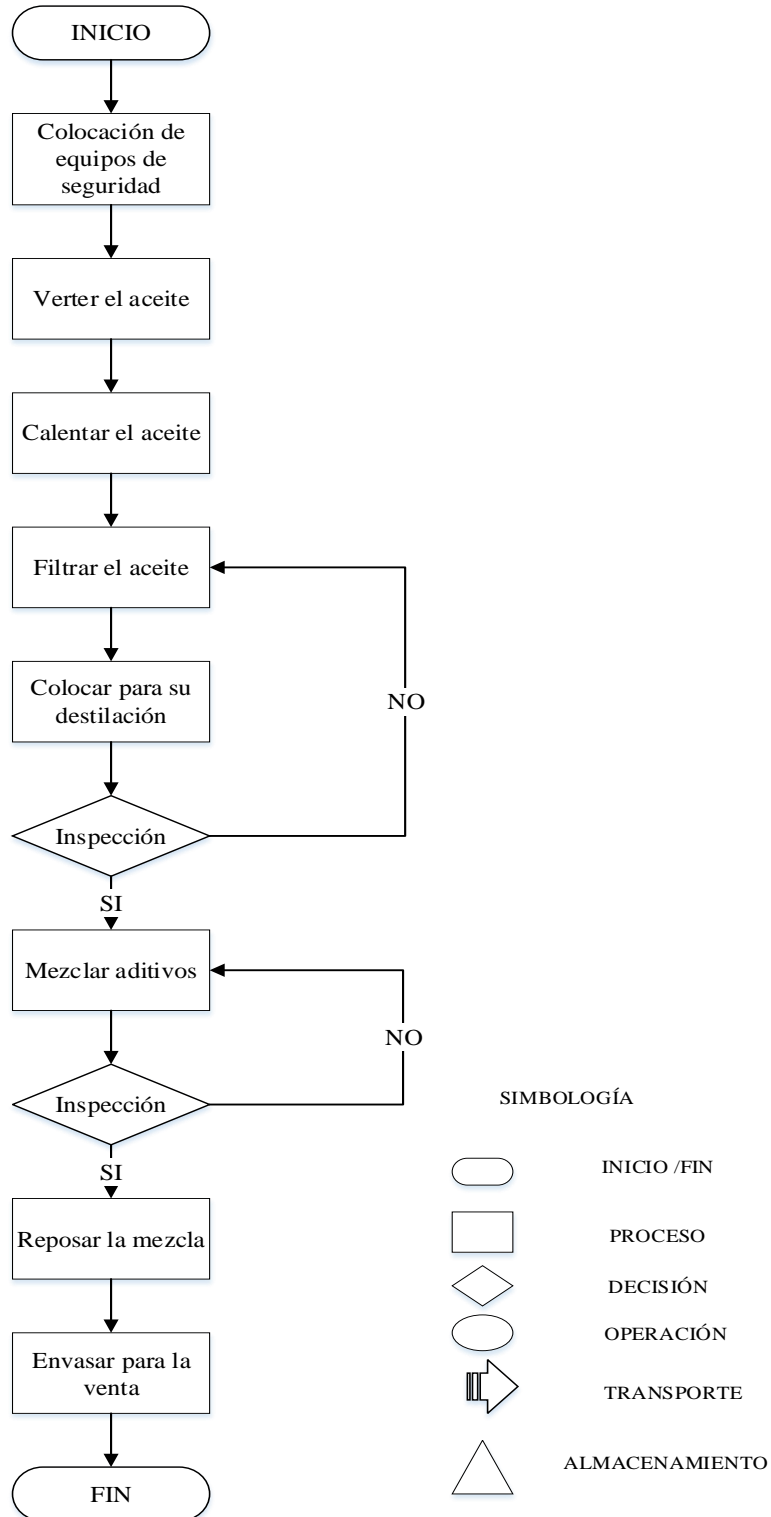 INICIO
Colocación de
equipos de
seguridad
Verter el aceite
Calentar el aceite
Filtrar el aceite
Colocar para su
destilación
NO
Inspección
SI
Mezclar aditivos
NO
Inspección
SI
Reposar la mezcla
Envasar para la
venta
FIN
SIMBOLOGÍA
INICIO /FIN
PROCESO
DECISIÓN
OPERACIÓN
TRANSPORTE
ALMACENAMIENTO